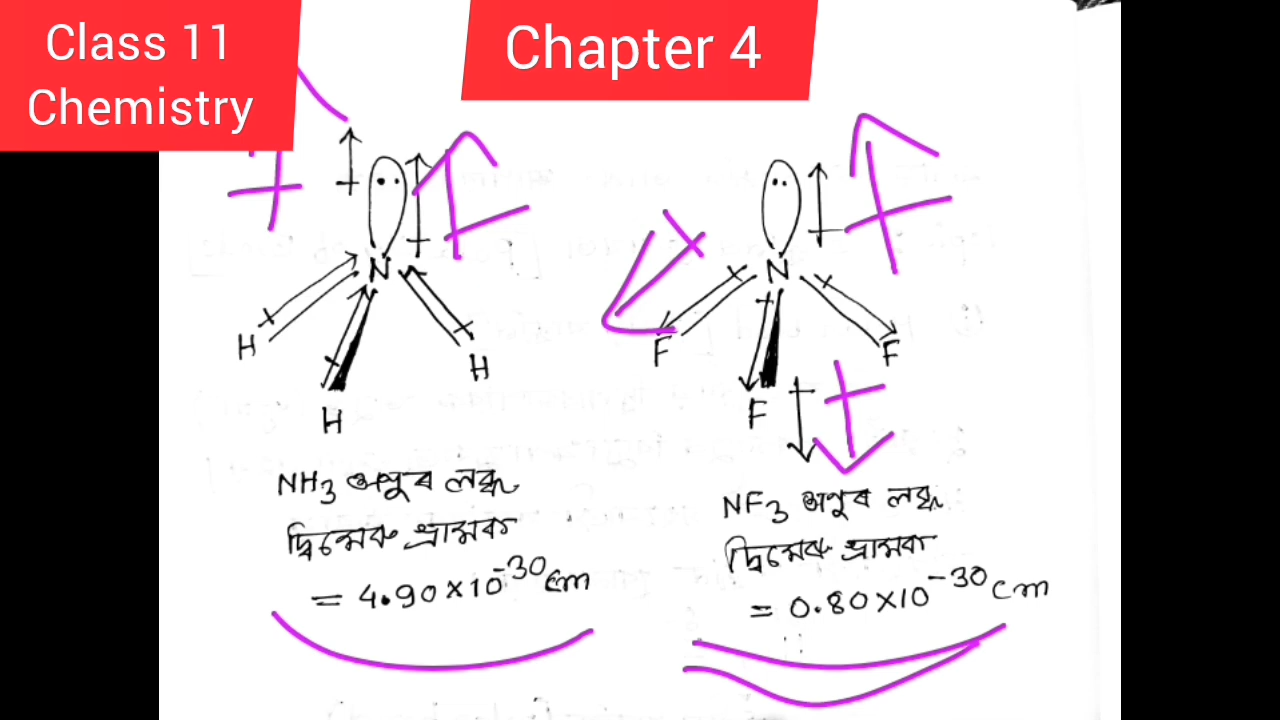 Class 11
Chemistry
Chapter 4
N
H
H
H
N
F
F
F
NH3 অণুৰ লব্ধ
দ্বিমেৰু ভ্ৰামক
= 4.90×10-30 cm
NF3 অণুৰ লব্ধ
দ্বিমেৰু ভ্ৰামক
= 0.80×10-30 cm